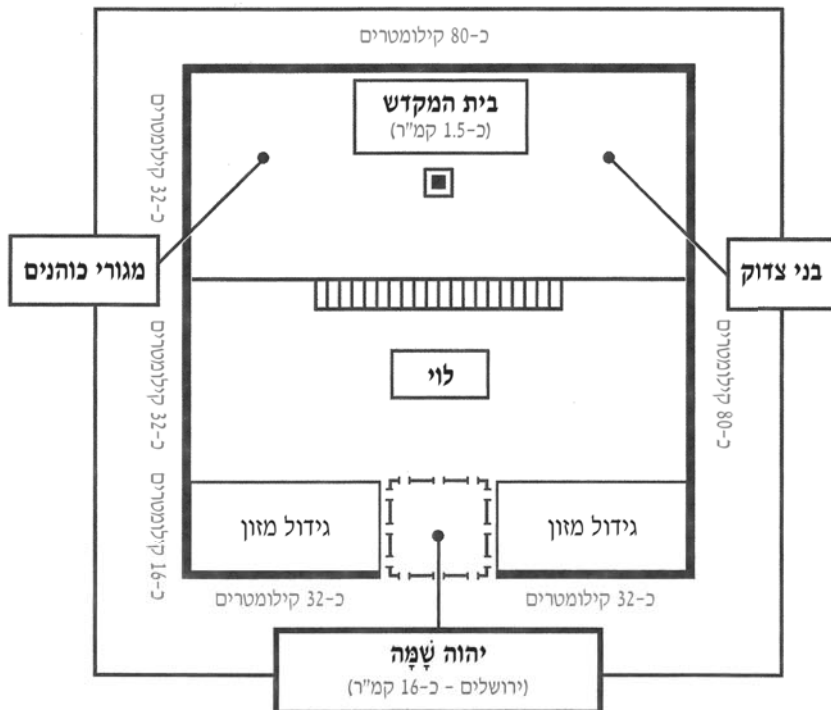 כ-80 קילומטרים
בית המקדש
(כ-1.5 קמ"ר)
כ-32 קילומטרים
מגורי כוהנים
בני צדוק
כ-32 קילומטרים
כ-80 קילומטרים
לוי
כ-16 קילומטרים
גידול מזון
גידול מזון
כ-32 קילומטרים
כ-32 קילומטרים
יהוה שָׁמָּה
(ירושלים - כ-16 קמ"ר)